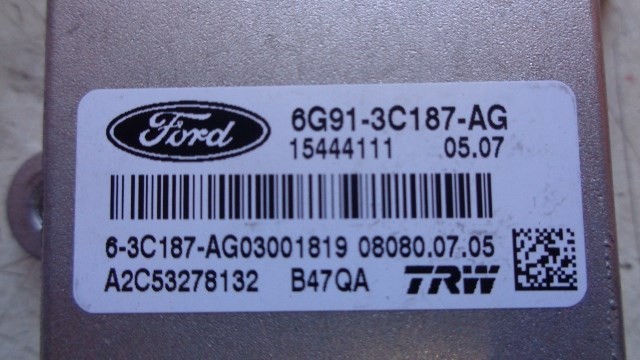 Ford 6G91-3C187-AG
15444111 05.07
6-3C187-AG03001819 08080.07.05
A2C53278132 B47QA TRW